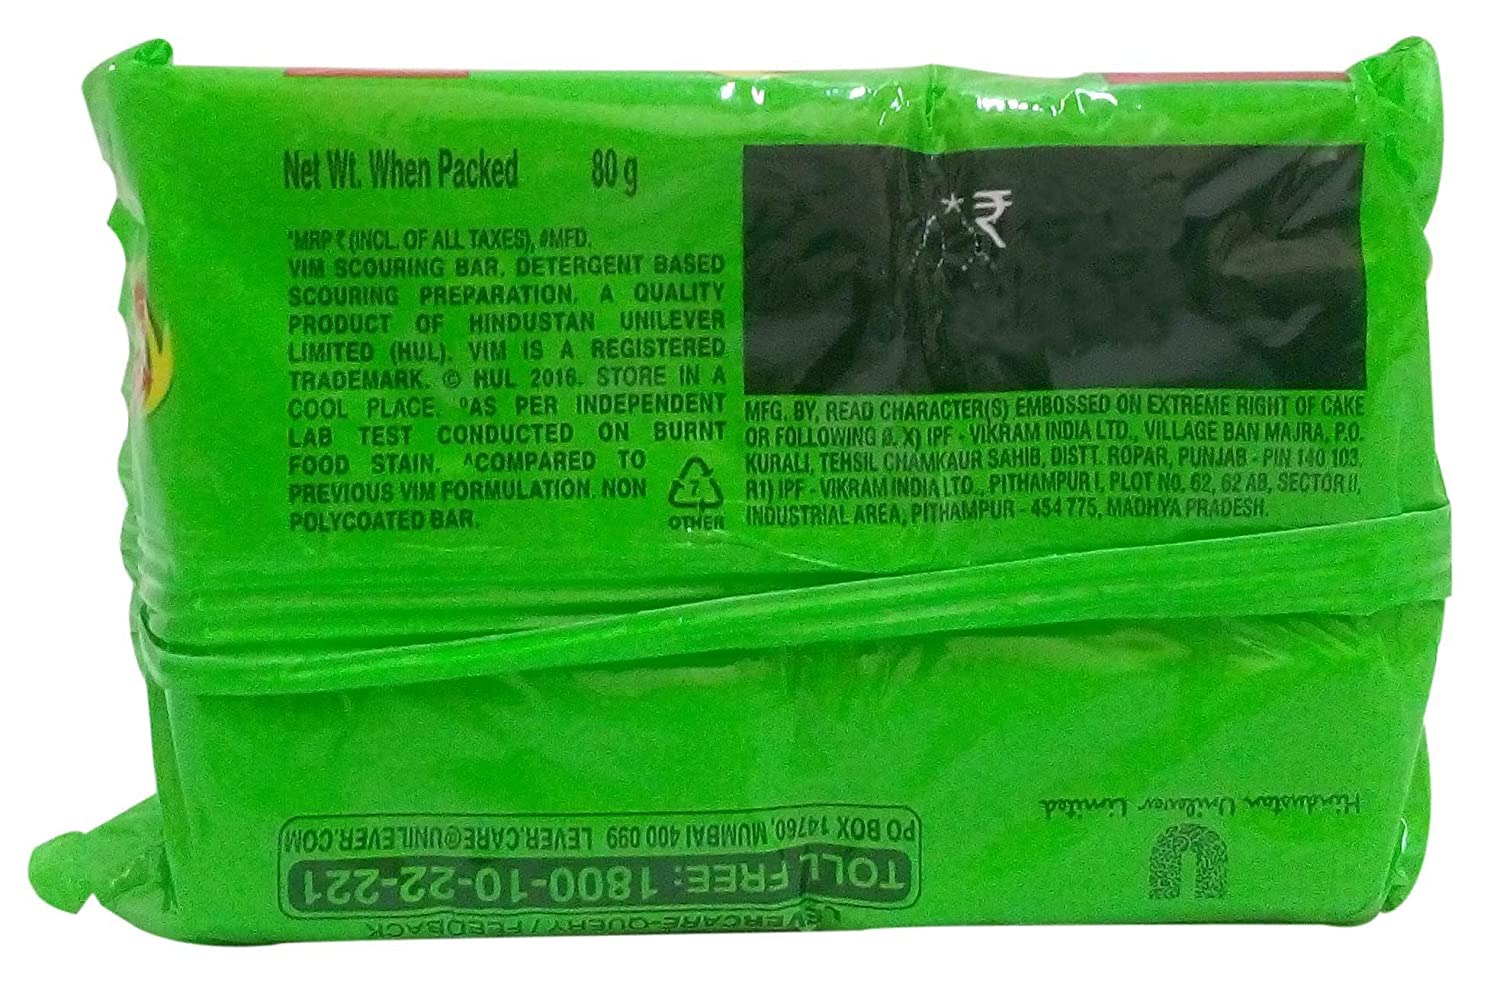 Net Wt. When Packed 80 g
*MRP ₹ (INCL. OF ALL TAXES), #MFD.
VIM SCOURING BAR. DETERGENT BASED
SCOURING PREPARATION. A QUALITY
PRODUCT OF HINDUSTAN UNILEVER
LIMITED (HUL). VIM IS A REGISTERED
TRADEMARK. © HUL 2016. STORE IN A
COOL PLACE. °AS PER INDEPENDENT
LAB TEST CONDUCTED ON BURNT
FOOD STAIN. ^COMPARED TO
PREVIOUS VIM FORMULATION. NON
POLYCOATED BAR.
7
OTHER
*₹
MFG. BY, READ CHARACTER(S) EMBOSSED ON EXTREME RIGHT OF CAKE
OR FOLLOWING @. X) IPF - VIKRAM INDIA LTD., VILLAGE BAN MAJRA, P.O.
KURALI, TEHSIL CHAMKAUR SAHIB, DISTT. ROPAR, PUNJAB - PIN 140 103.
R1) IPF - VIKRAM INDIA LTD., PITHAMPUR I, PLOT NO. 62, 62 AB, SECTOR II,
INDUSTRIAL AREA, PITHAMPUR - 454 775, MADHYA PRADESH.
Hindustan Unilever Limited
LEVERCARE-QUERY / FEEDBACK
TOLL FREE: 1800-10-22-221
PO BOX 14760, MUMBAI 400 099 LEVER.CARE@UNILEVER.COM